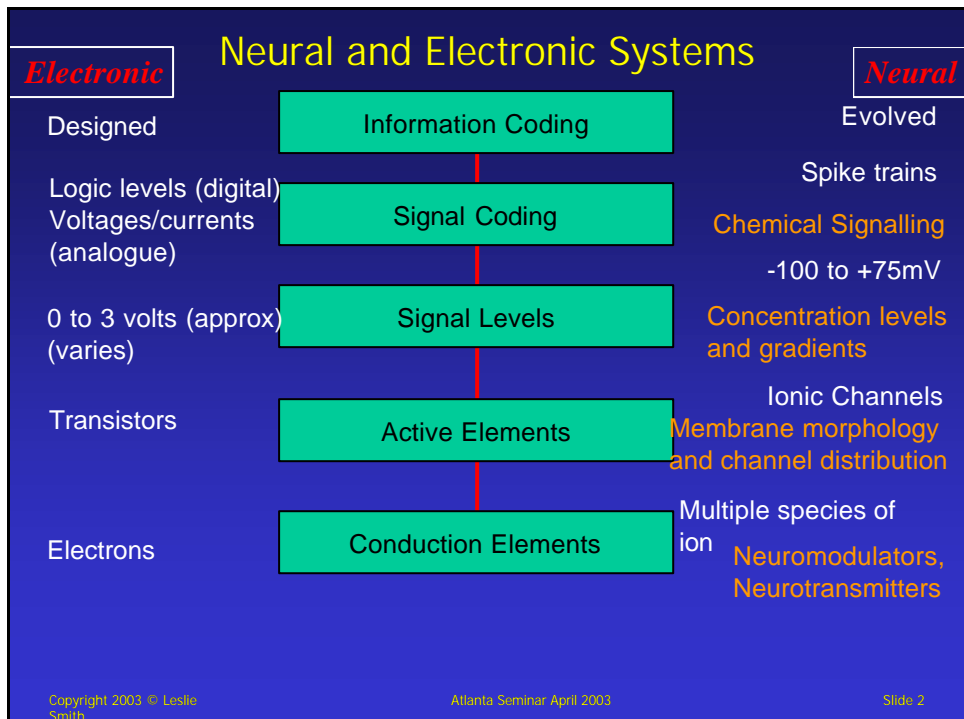 Neural and Electronic Systems
Electronic
Neural
Designed
Information Coding
Evolved
Logic levels (digital)
Voltages/currents
(analogue)
Signal Coding
Spike trains
Chemical Signalling
-100 to +75mV
0 to 3 volts (approx)
(varies)
Signal Levels
Concentration levels
and gradients
Transistors
Active Elements
Ionic Channels
Membrane morphology
and channel distribution
Electrons
Conduction Elements
Multiple species of
ion
Neuromodulators,
Neurotransmitters
Copyright 2003 © Leslie
Smith
Atlanta Seminar April 2003
Slide 2